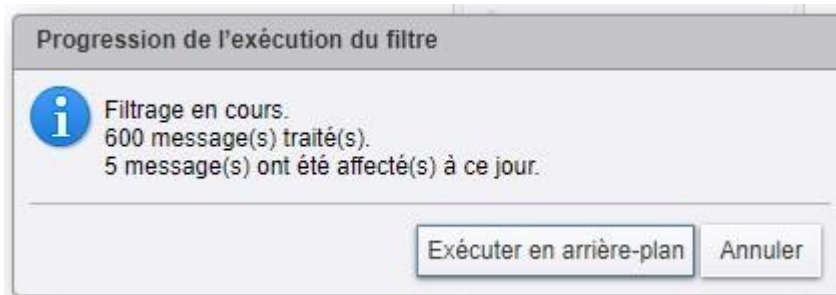 Progression de l'exécution du filtre
Filtrage en cours.
600 message(s) traité(s).
5 message(s) ont été affecté(s) à ce jour.
Exécuter en arrière-plan Annuler